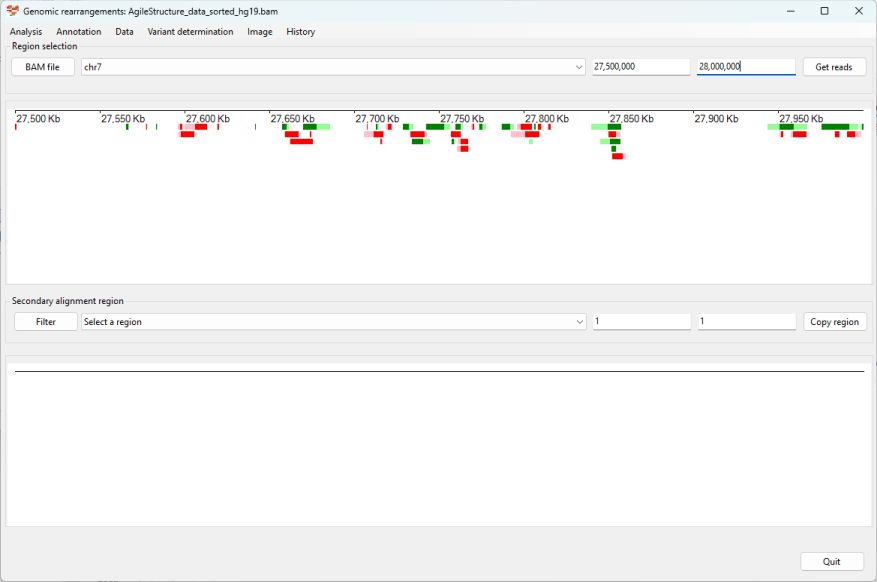 Genomic rearrangements: AgileStructure_data_sorted_hg19.bam
Analysis Annotation Data Variant determination Image History
Region selection
BAM file chr7 27,500,000 28,000,000 Get reads
27,500 Kb 27,550 Kb 27,600 Kb 27,650 Kb 27,700 Kb 27,750 Kb 27,800 Kb 27,850 Kb 27,900 Kb 27,950 Kb
Secondary alignment region
Filter Select a region 1 1 Copy region
Quit